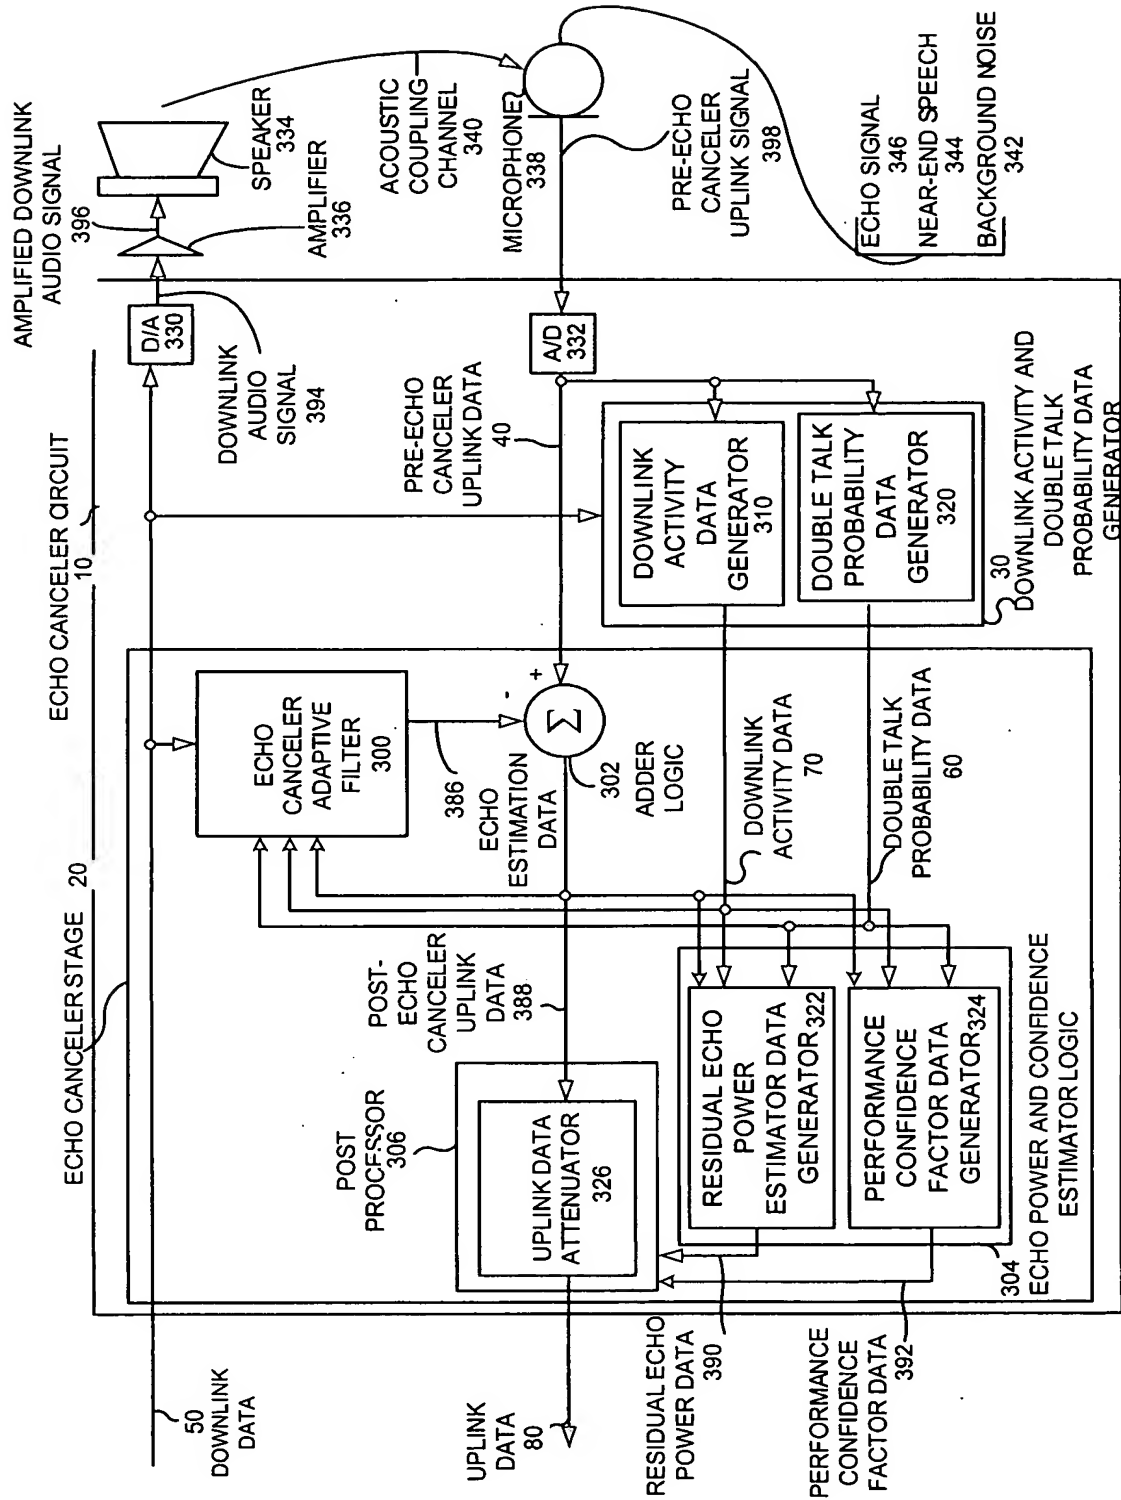 AMPLIFIED DOWNLINK
AUDIO SIGNAL
396
SPEAKER
334
AMPLIFIER
336
ACOUSTIC
COUPLING
CHANNEL
340
MICROPHONE
338
PRE-ECHO
CANCELER
UPLINK SIGNAL
398
ECHO SIGNAL
346
NEAR-END SPEECH
344
BACKGROUND NOISE
342
ECHO CANCELER CIRCUIT
10
D/A
330
DOWNLINK
AUDIO
SIGNAL
394
PRE-ECHO
CANCELER
UPLINK DATA
40
A/D
332
DOWNLINK
ACTIVITY
DATA
GENERATOR
310
DOUBLE TALK
PROBABILITY
DATA
GENERATOR
320
30
DOWNLINK ACTIVITY AND
DOUBLE TALK
PROBABILITY DATA
GENERATOR
ECHO CANCELER STAGE 20
ECHO
CANCELER
ADAPTIVE
FILTER
300
386
ECHO
ESTIMATION
DATA
-
+
Σ
302
ADDER
LOGIC
DOWNLINK
ACTIVITY DATA
70
DOUBLE TALK
PROBABILITY DATA
60
POST-
ECHO
CANCELER
UPLINK
DATA
388
POST
PROCESSOR
306
UPLINK DATA
ATTENUATOR
326
RESIDUAL ECHO
POWER
ESTIMATOR DATA
GENERATOR 322
PERFORMANCE
CONFIDENCE
FACTOR DATA
GENERATOR 324
304
ECHO POWER AND CONFIDENCE
ESTIMATOR LOGIC
50
DOWNLINK
DATA
UPLINK
DATA
80
RESIDUAL ECHO
POWER DATA
390
PERFORMANCE
CONFIDENCE
FACTOR DATA
392